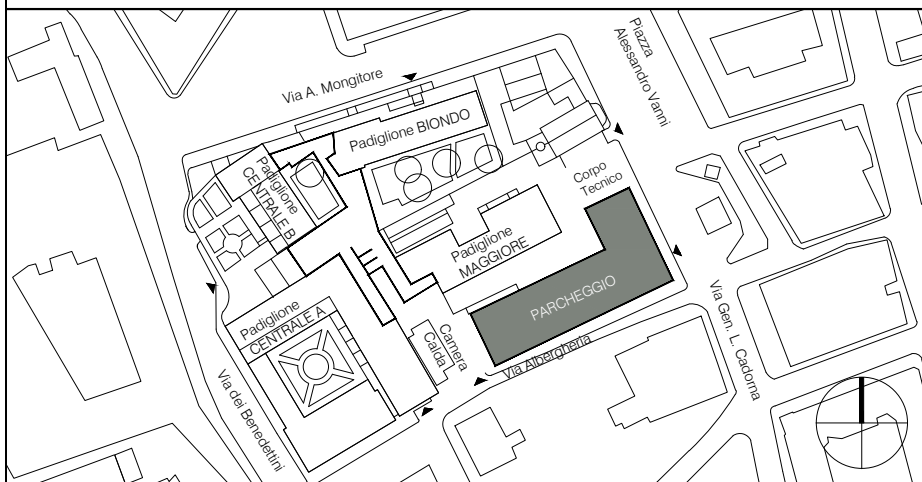 Piazza
Alessandro Vanni
Via A. Mongitore
Padiglione BIONDO
Padiglione
CENTRALE B
Corpo
Tecnico
Padiglione
MAGGIORE
PARCHEGGIO
Padiglione
CENTRALE A
Camera
Calda
Via Albergheria
Via Gen. L. Cadorna
Via dei Benedettini